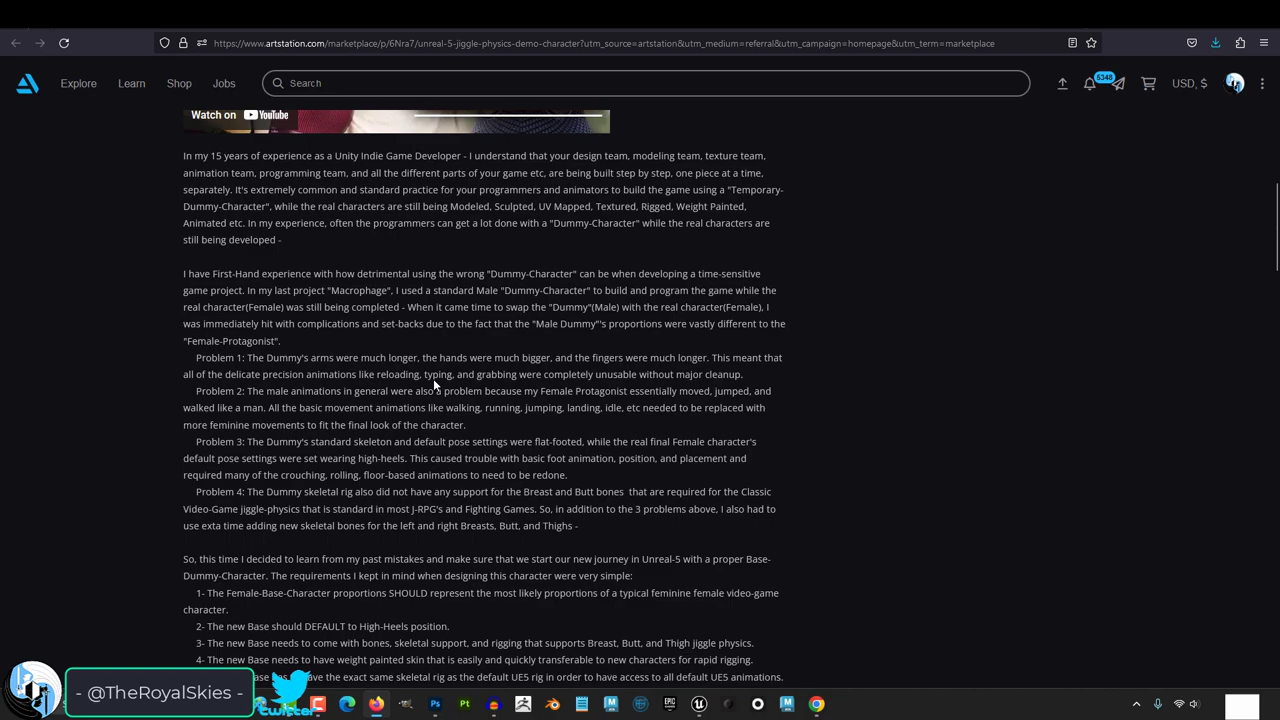 https://www.artstation.com/marketplace/p/6Nra7/unreal-5-jiggle-physics-demo-character?utm_source=artstation&utm_medium=referral&utm_campaign=homepage&utm_term=marketplace
Explore Learn Shop Jobs Search 5348 USD, $
Watch on YouTube
In my 15 years of experience as a Unity Indie Game Developer - I understand that your design team, modeling team, texture team,
animation team, programming team, and all the different parts of your game etc, are being built step by step, one piece at a time,
separately. It's extremely common and standard practice for your programmers and animators to build the game using a "Temporary-
Dummy-Character", while the real characters are still being Modeled, Sculpted, UV Mapped, Textured, Rigged, Weight Painted,
Animated etc. In my experience, often the programmers can get a lot done with a "Dummy-Character" while the real characters are
still being developed -
I have First-Hand experience with how detrimental using the wrong "Dummy-Character" can be when developing a time-sensitive
game project. In my last project "Macrophage", I used a standard Male "Dummy-Character" to build and program the game while the
real character(Female) was still being completed - When it came time to swap the "Dummy"(Male) with the real character(Female), I
was immediately hit with complications and set-backs due to the fact that the "Male Dummy"'s proportions were vastly different to the
"Female-Protagonist".
Problem 1: The Dummy's arms were much longer, the hands were much bigger, and the fingers were much longer. This meant that
all of the delicate precision animations like reloading, typing, and grabbing were completely unusable without major cleanup.
Problem 2: The male animations in general were also a problem because my Female Protagonist essentially moved, jumped, and
walked like a man. All the basic movement animations like walking, running, jumping, landing, idle, etc needed to be replaced with
more feminine movements to fit the final look of the character.
Problem 3: The Dummy's standard skeleton and default pose settings were flat-footed, while the real final Female character's
default pose settings were set wearing high-heels. This caused trouble with basic foot animation, position, and placement and
required many of the crouching, rolling, floor-based animations to need to be redone.
Problem 4: The Dummy skeletal rig also did not have any support for the Breast and Butt bones that are required for the Classic
Video-Game jiggle-physics that is standard in most J-RPG's and Fighting Games. So, in addition to the 3 problems above, I also had to
use exta time adding new skeletal bones for the left and right Breasts, Butt, and Thighs -
So, this time I decided to learn from my past mistakes and make sure that we start our new journey in Unreal-5 with a proper Base-
Dummy-Character. The requirements I kept in mind when designing this character were very simple:
1- The Female-Base-Character proportions SHOULD represent the most likely proportions of a typical feminine female video-game
character.
2- The new Base should DEFAULT to High-Heels position.
3- The new Base needs to come with bones, skeletal support, and rigging that supports Breast, Butt, and Thigh jiggle physics.
4- The new Base needs to have weight painted skin that is easily and quickly transferable to new characters for rapid rigging.
have the exact same skeletal rig as the default UE5 rig in order to have access to all default UE5 animations.
- @TheRoyalSkies -
twitter
Ps Pt